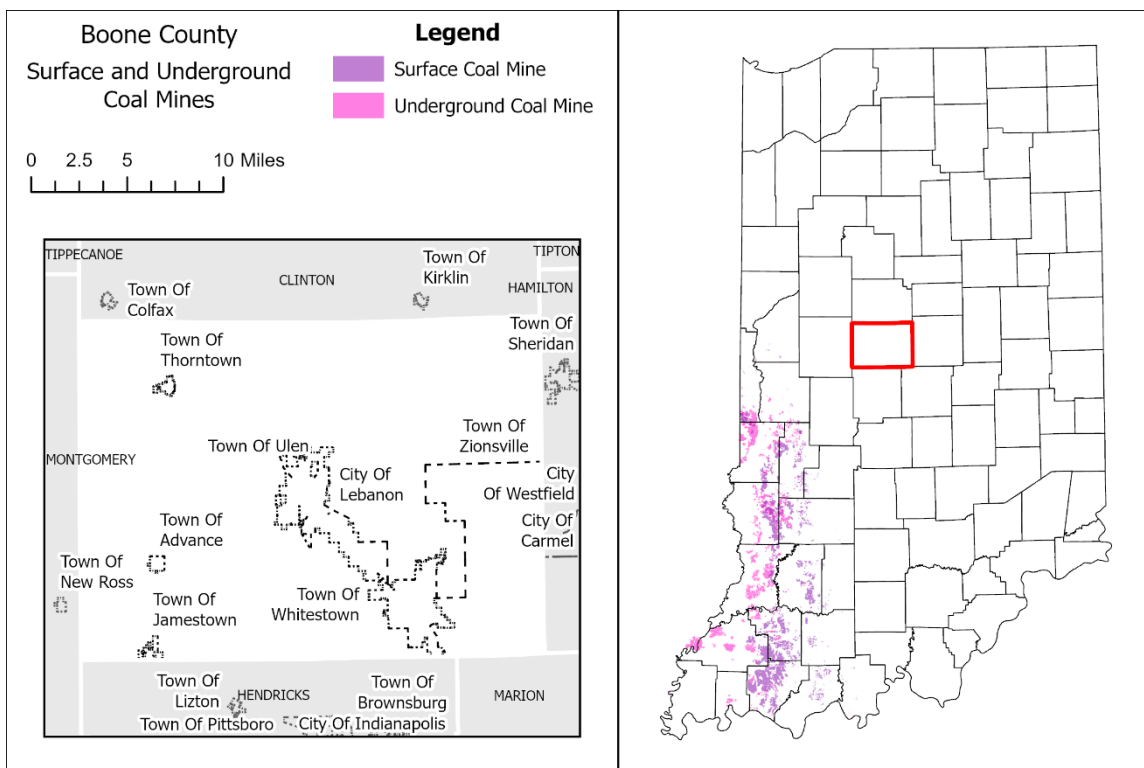 Boone County
Surface and Underground
Coal Mines
Legend
Surface Coal Mine
Underground Coal Mine
0 2.5 5 10 Miles
TIPPECANOE
CLINTON
Town Of
Kirklin
TIPTON
HAMILTON
Town Of
Colfax
Town Of
Thorntown
Town Of
Sheridan
MONTGOMERY
Town Of Ulen
City Of
Lebanon
Town Of
Zionsville
City
Of Westfield
City Of
Carmel
Town Of
Advance
Town Of
New Ross
Town Of
Jamestown
Town Of
Whitestown
Town Of
Lizton
HENDRICKS
Town Of
Brownsburg
MARION
Town Of Pittsboro
City Of Indianapolis